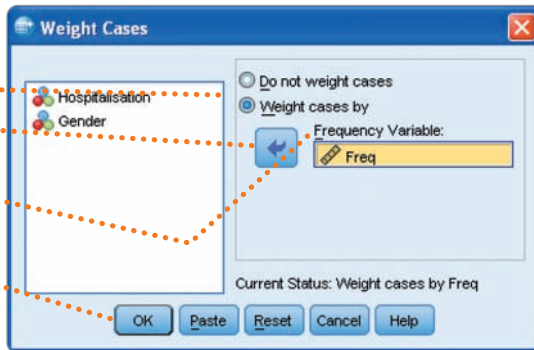 Weight Cases
Hospitalisation
Gender
Do not weight cases
Weight cases by
Frequency Variable:
Freq
Current Status: Weight cases by Freq
OK Paste Reset Cancel Help